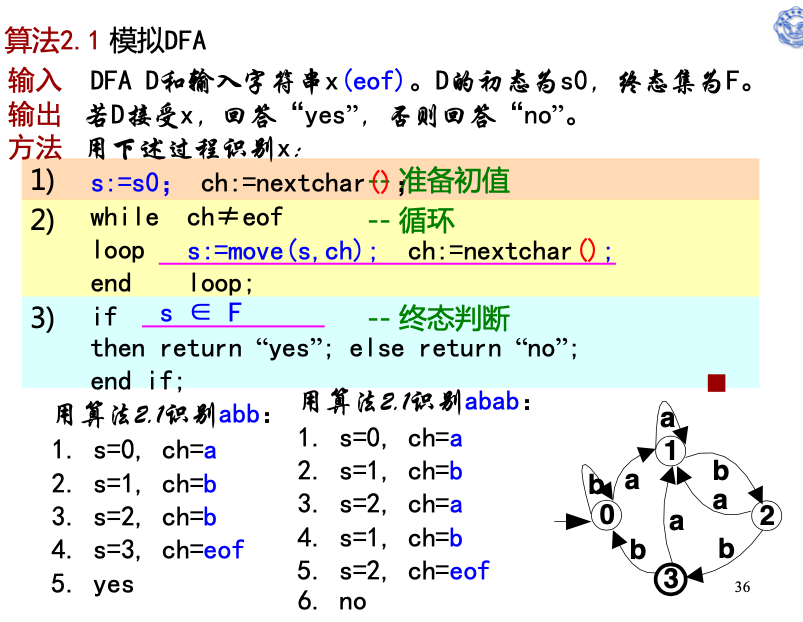 算法2.1 模拟DFA
输入 DFA D和输入字符串x(eof)。D的初态为s0, 终态集为F。
输出 若D接受x, 回答“yes”, 否则回答“no”。
方法 用下述过程识别x:
1) s:=s0; ch:=nextchar(); -- 准备初值
2) while ch≠eof -- 循环
loop s:=move(s,ch); ch:=nextchar();
end loop;
3) if s ∈ F -- 终态判断
then return “yes”; else return “no”;
end if;
用算法2.1识别abb:
1. s=0, ch=a
2. s=1, ch=b
3. s=2, ch=b
4. s=3, ch=eof
5. yes
用算法2.1识别abab:
1. s=0, ch=a
2. s=1, ch=b
3. s=2, ch=a
4. s=1, ch=b
5. s=2, ch=eof
6. no
a
1
b a b
a
0 2
a
b b
3
36